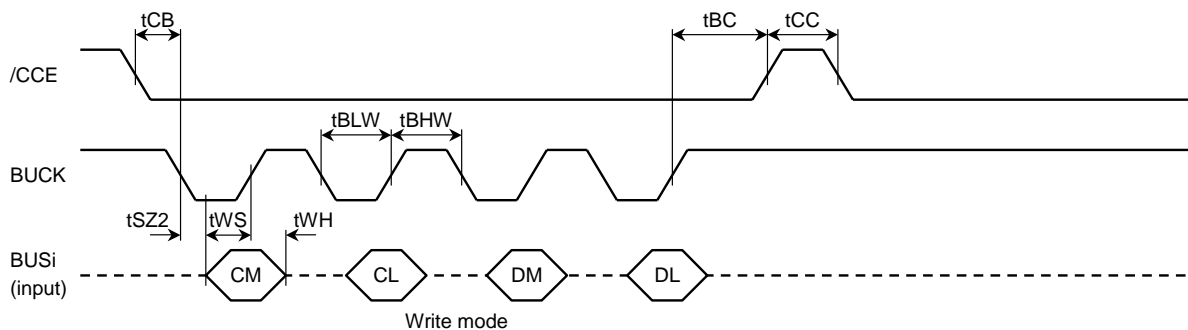 tCB tBC tCC
/CCE
tBLW tBHW
BUCK
tSZ2 tWS tWH
BUSi
(input)
CM CL DM DL
Write mode